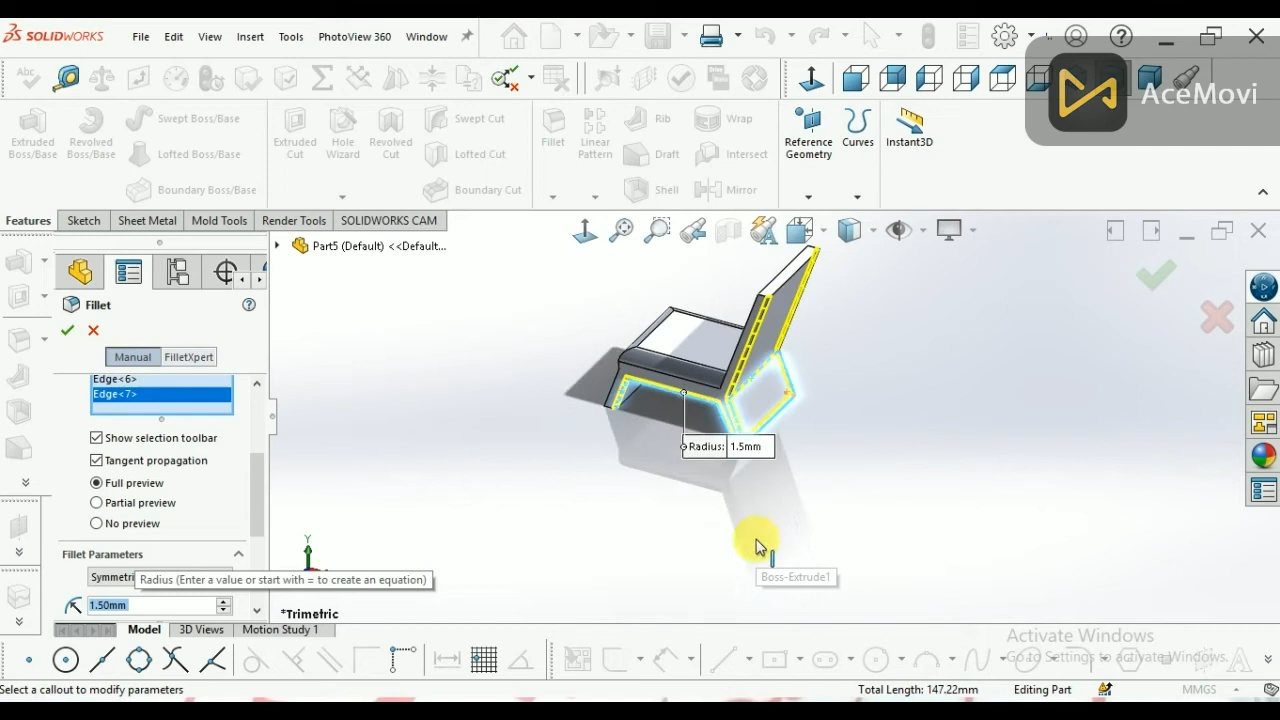 SOLIDWORKS File Edit View Insert Tools PhotoView 360 Window
AceMovi
Abc
Extruded Boss/Base
Revolved Boss/Base
Swept Boss/Base
Lofted Boss/Base
Boundary Boss/Base
Extruded Cut
Hole Wizard
Revolved Cut
Swept Cut
Lofted Cut
Boundary Cut
Fillet
Linear Pattern
Rib
Draft
Shell
Wrap
Intersect
Mirror
Reference Geometry
Curves
Instant3D
Features Sketch Sheet Metal Mold Tools Render Tools SOLIDWORKS CAM
Part5 (Default) <<Default...
Fillet
Manual FilletXpert
Edge<6>
Edge<7>
Show selection toolbar
Tangent propagation
Full preview
Partial preview
No preview
Fillet Parameters
Symmetri
Radius (Enter a value or start with = to create an equation)
1.50mm
Radius: 1.5mm
Boss-Extrude1
Y
*Trimetric
Model 3D Views Motion Study 1
Activate Windows
Go to Settings to activate Windows.
Select a callout to modify parameters Total Length: 147.22mm Editing Part MMGS